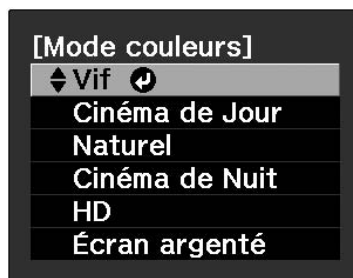 [Mode couleurs]
Vif
Cinéma de Jour
Naturel
Cinéma de Nuit
HD
Écran argenté